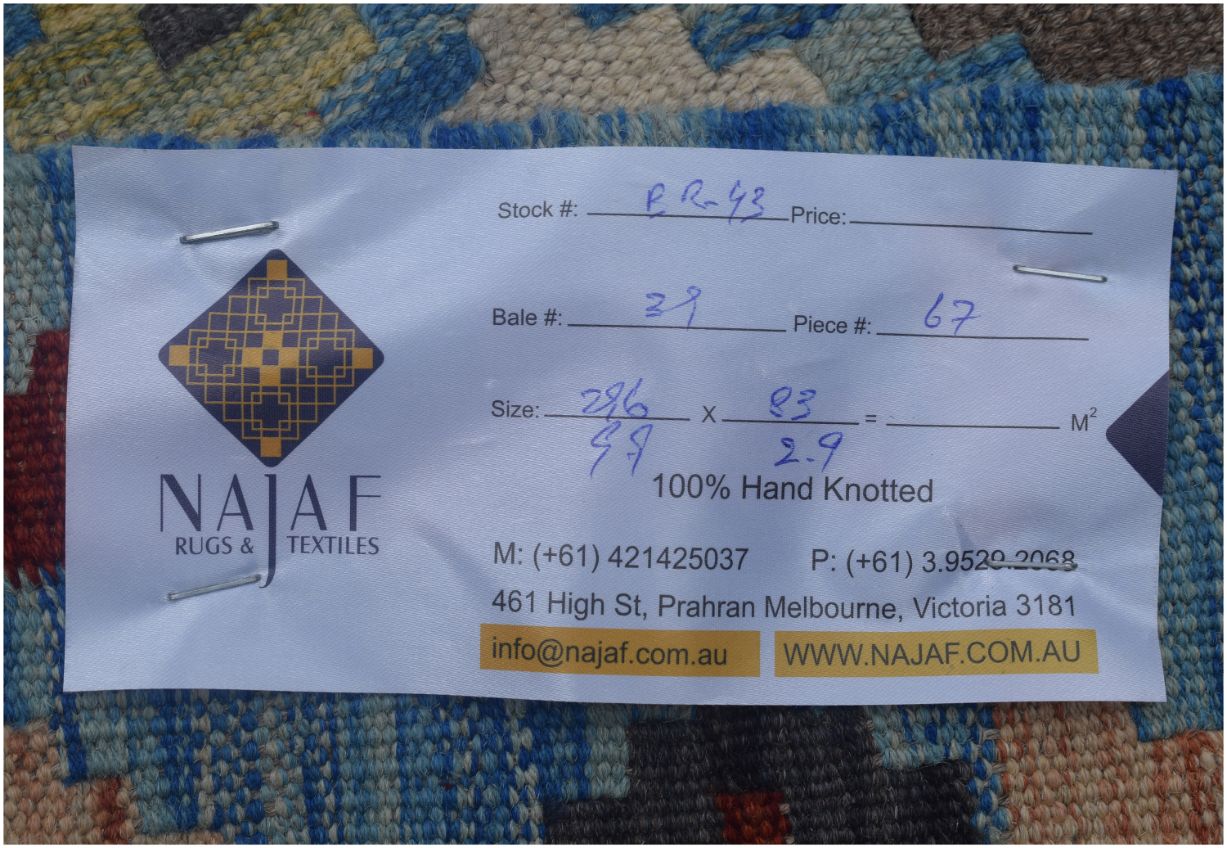 NAJAF
RUGS & TEXTILES
Stock #: BR-43 Price:
Bale #: 39 Piece #: 67
Size: 296 X 83 = M²
9.9 2.9
100% Hand Knotted
M: (+61) 421425037 P: (+61) 3.9529.2068
461 High St, Prahran Melbourne, Victoria 3181
info@najaf.com.au WWW.NAJAF.COM.AU